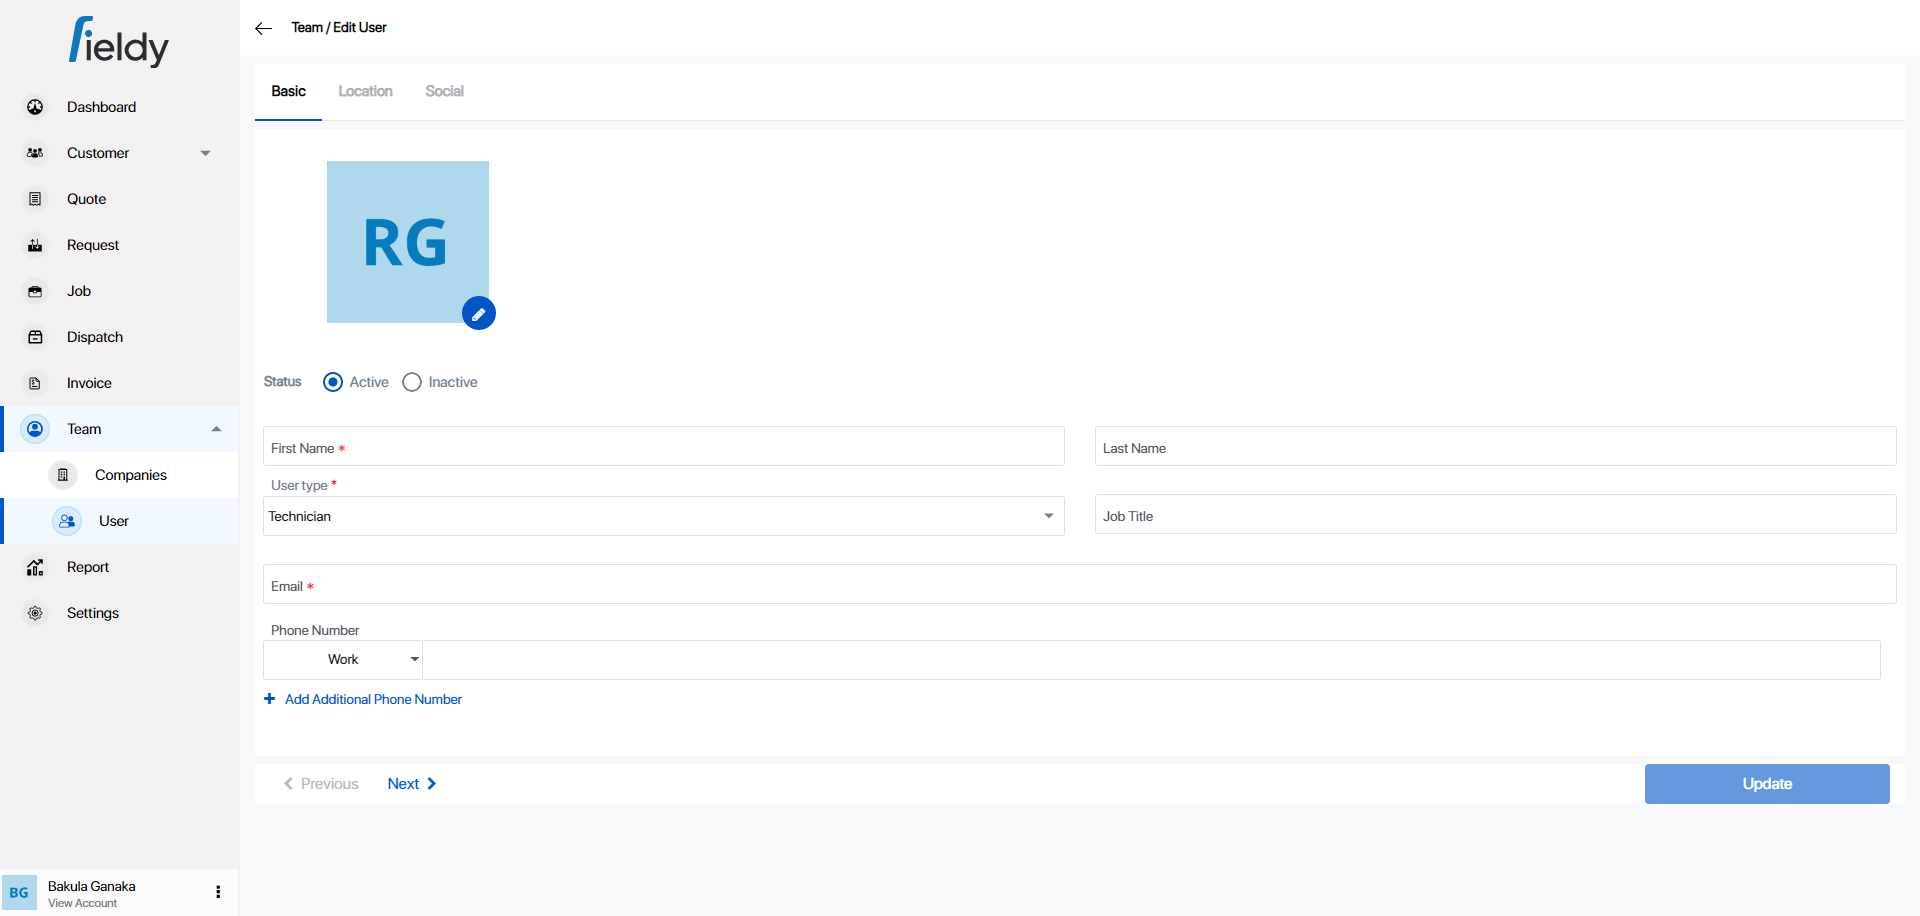 fieldy
Dashboard
Customer
Quote
Request
Job
Dispatch
Invoice
Team
Companies
User
Report
Settings
BG
Bakula Ganaka
View Account
Team / Edit User
Basic Location Social
RG
Status Active Inactive
First Name *
Last Name
User type *
Technician
Job Title
Email *
Phone Number
Work
+ Add Additional Phone Number
Previous Next
Update